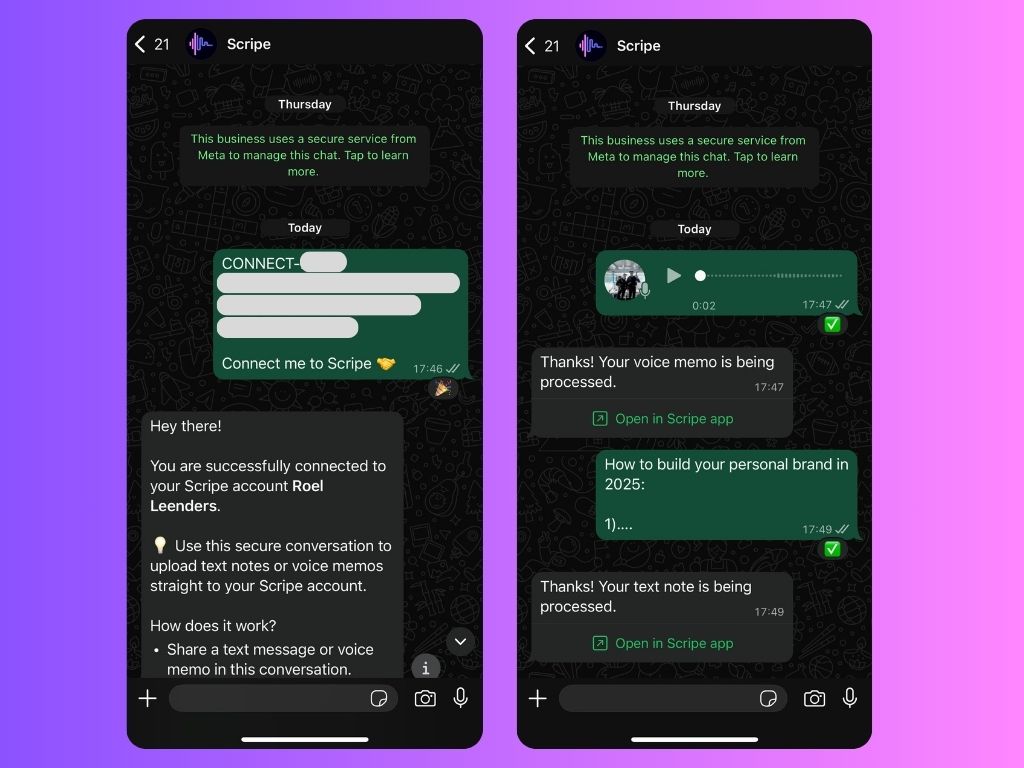 21 Scripe
Thursday
This business uses a secure service from
Meta to manage this chat. Tap to learn
more.
Today
CONNECT-
Connect me to Scripe 🤝
17:46
🎉
Hey there!
You are successfully connected to
your Scripe account Roel
Leenders.
💡 Use this secure conversation to
upload text notes or voice memos
straight to your Scripe account.
How does it work?
• Share a text message or voice
memo in this conversation.
i
21 Scripe
Thursday
This business uses a secure service from
Meta to manage this chat. Tap to learn
more.
Today
0:02 17:47
✅
Thanks! Your voice memo is being
processed.
17:47
Open in Scripe app
How to build your personal brand in
2025:
1)....
17:49
✅
Thanks! Your text note is being
processed.
17:49
Open in Scripe app